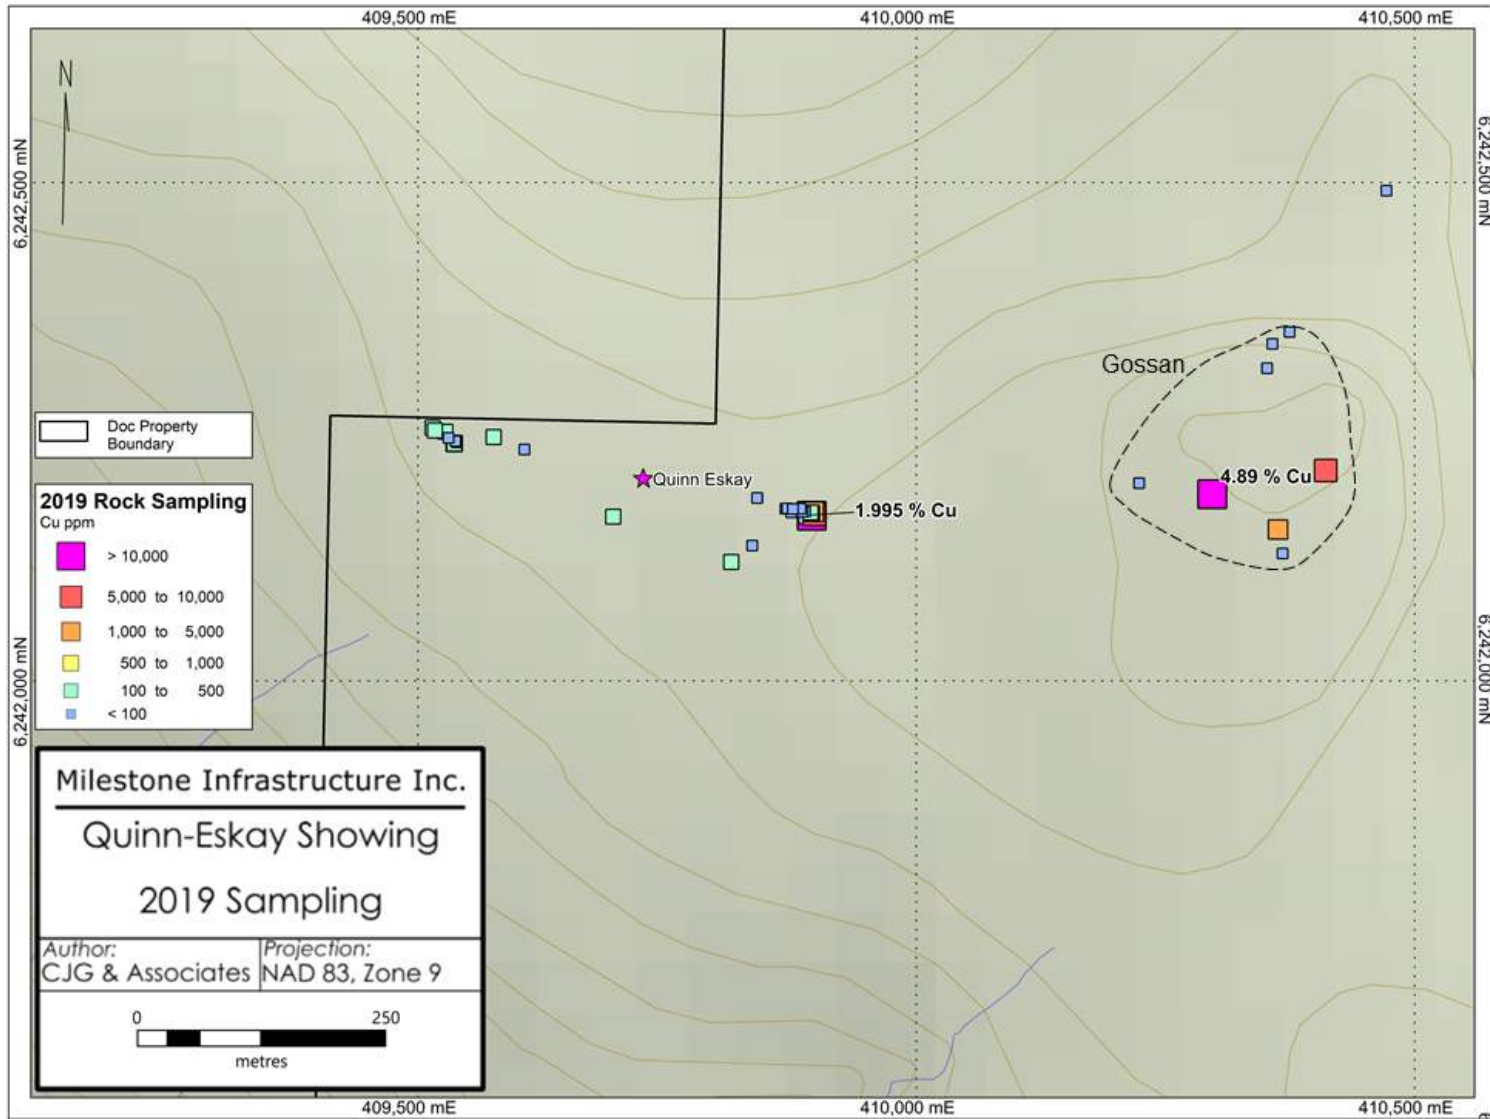 409,500 mE
410,000 mE
410,500 mE
N
6,242,500 mN
6,242,500 mN
Gossan
Doc Property
Boundary
Quinn Eskay
4.89 % Cu
1.995 % Cu
2019 Rock Sampling
Cu ppm
> 10,000
5,000 to 10,000
1,000 to 5,000
500 to 1,000
100 to 500
< 100
6,242,000 mN
6,242,000 mN
Milestone Infrastructure Inc.
Quinn-Eskay Showing
2019 Sampling
Author:
CJG & Associates
Projection:
NAD 83, Zone 9
0
250
metres
409,500 mE
410,000 mE
410,500 mE